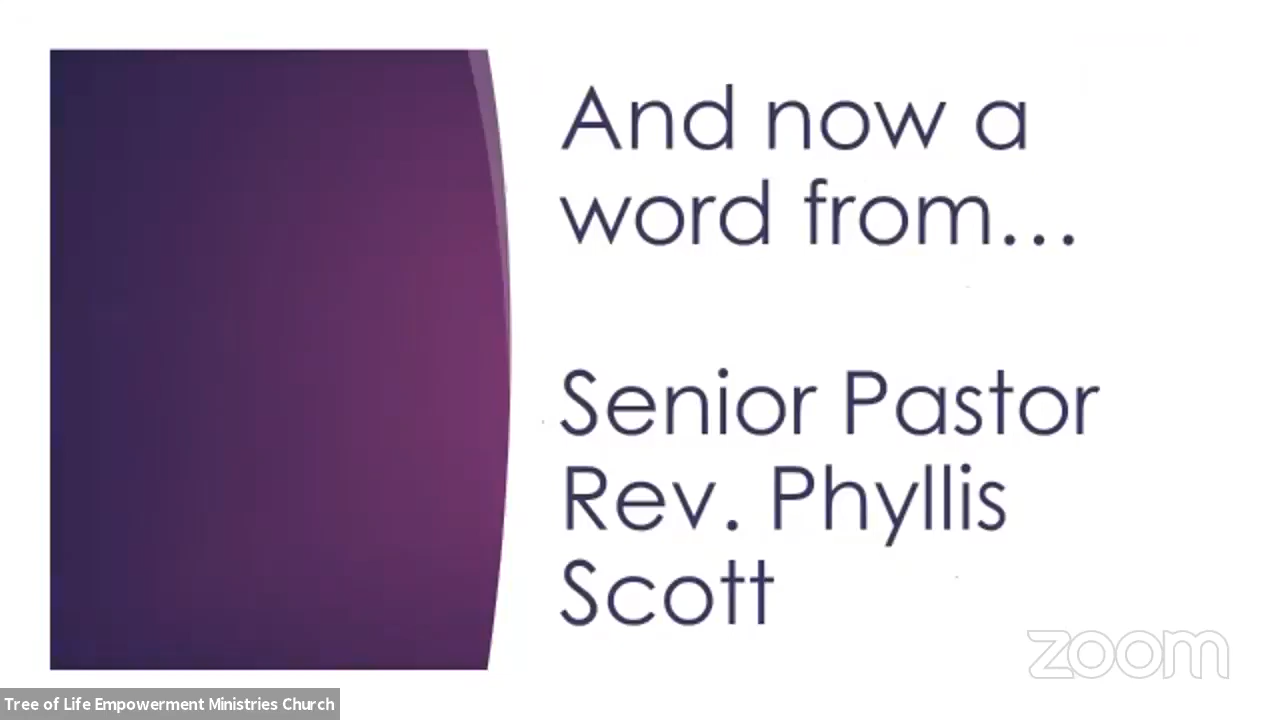 And now a
word from...
Senior Pastor
Rev. Phyllis
Scott
zoom
Tree of Life Empowerment Ministries Church